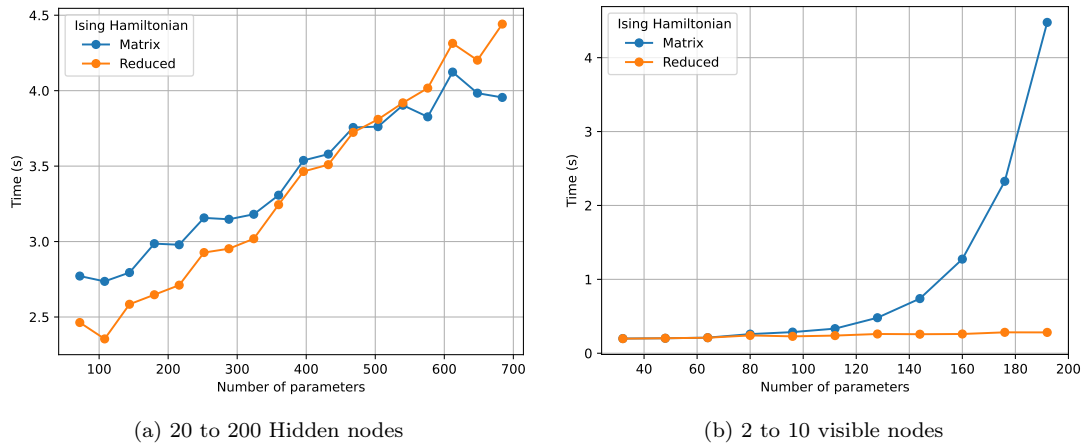 Ising Hamiltonian
Matrix
Reduced
4.5
4.0
3.5
3.0
2.5
Time (s)
100 200 300 400 500 600 700
Number of parameters
(a) 20 to 200 Hidden nodes
Ising Hamiltonian
Matrix
Reduced
4
3
2
1
0
Time (s)
40 60 80 100 120 140 160 180 200
Number of parameters
(b) 2 to 10 visible nodes